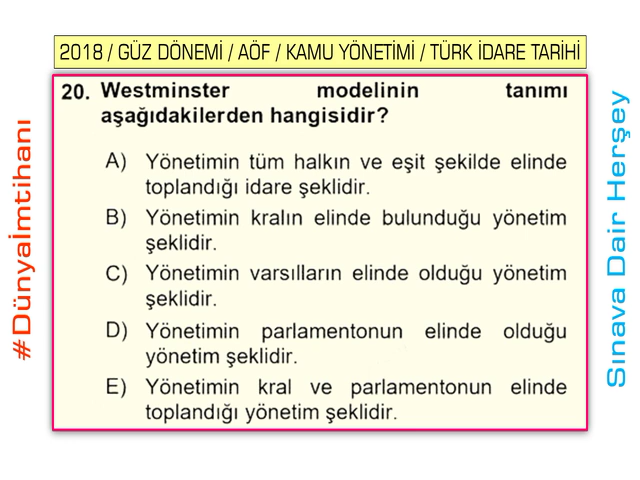 2018 / GÜZ DÖNEMİ / AÖF / KAMU YÖNETİMİ / TÜRK İDARE TARİHİ
#Dünyaİmtihanı
20. Westminster modelinin tanımı
aşağıdakilerden hangisidir?
A) Yönetimin tüm halkın ve eşit şekilde elinde
toplandığı idare şeklidir.
B) Yönetimin kralın elinde bulunduğu yönetim
şeklidir.
C) Yönetimin varsılların elinde olduğu yönetim
şeklidir.
D) Yönetimin parlamentonun elinde olduğu
yönetim şeklidir.
E) Yönetimin kral ve parlamentonun elinde
toplandığı yönetim şeklidir.
Sınava Dair Herşey